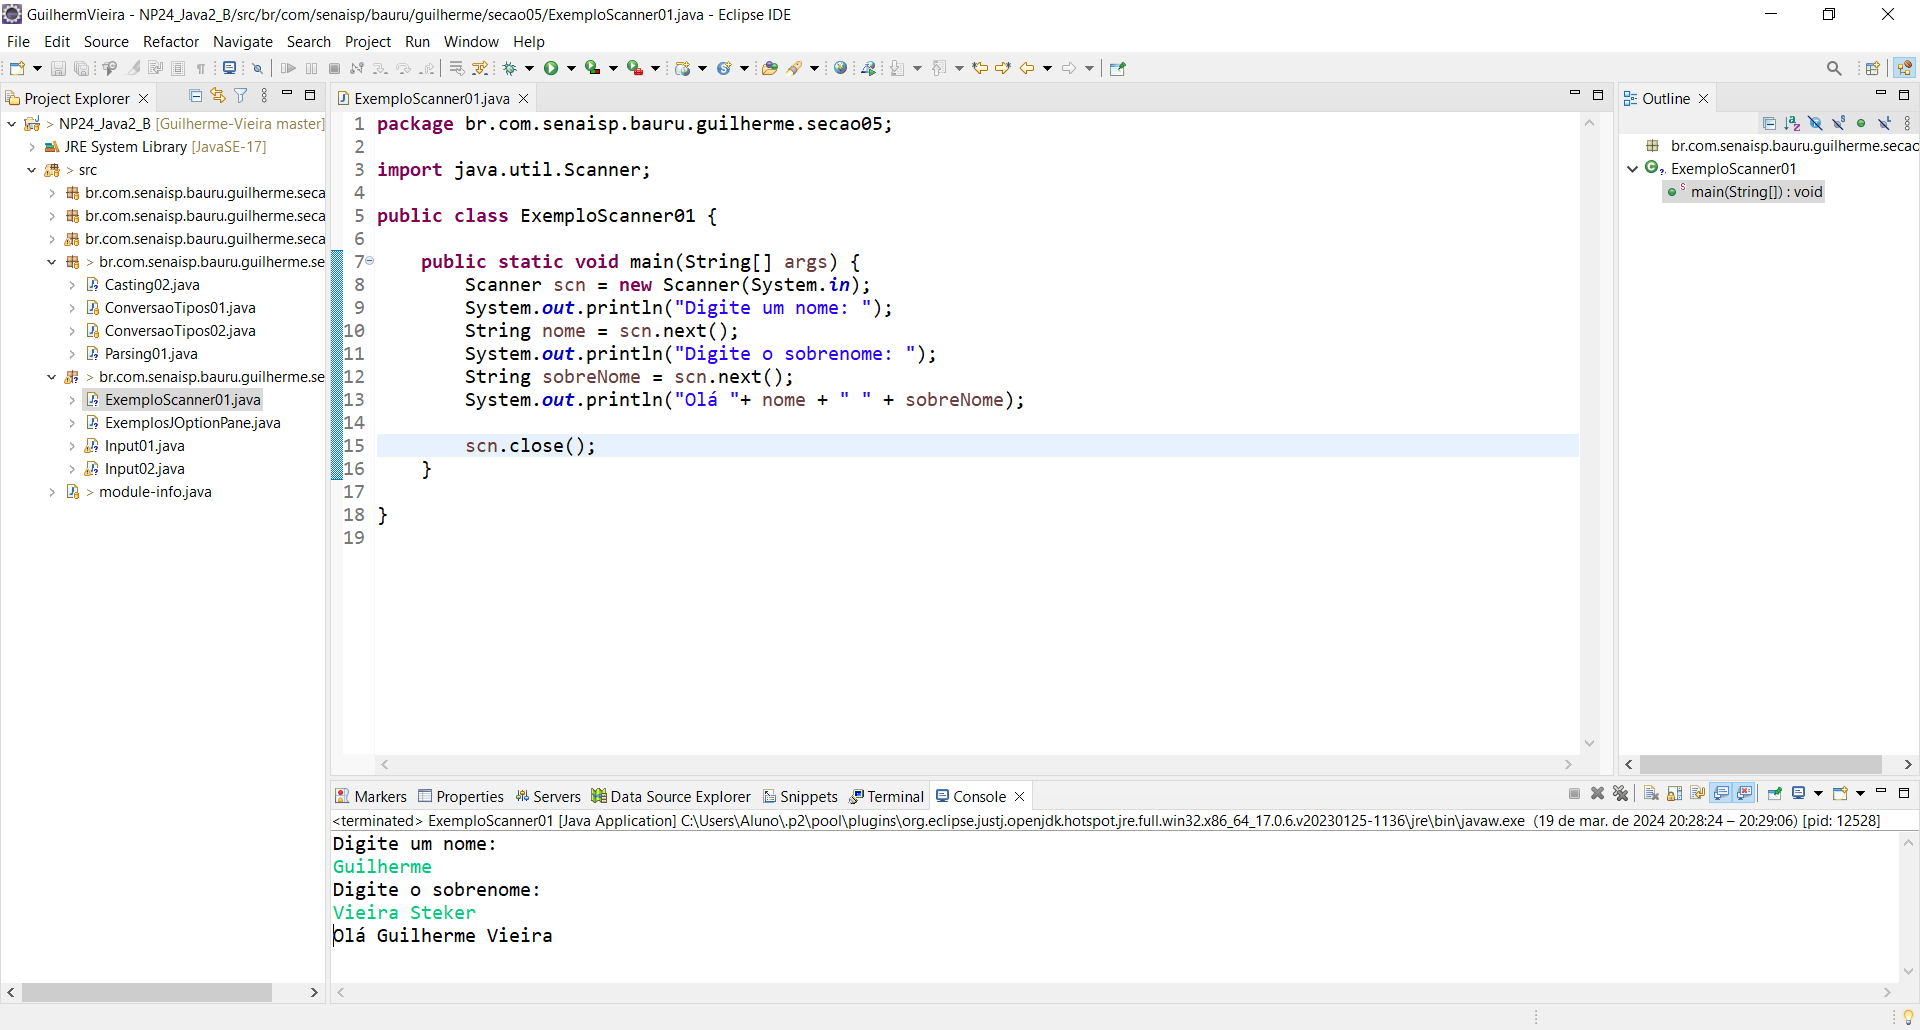 GuilhermVieira - NP24_Java2_B/src/br/com/senaisp/bauru/guilherme/secao05/ExemploScanner01.java - Eclipse IDE
File Edit Source Refactor Navigate Search Project Run Window Help
Project Explorer
> NP24_Java2_B [Guilherme-Vieira master]
JRE System Library [JavaSE-17]
> src
br.com.senaisp.bauru.guilherme.seca
br.com.senaisp.bauru.guilherme.seca
br.com.senaisp.bauru.guilherme.seca
> br.com.senaisp.bauru.guilherme.se
Casting02.java
ConversaoTipos01.java
ConversaoTipos02.java
Parsing01.java
> br.com.senaisp.bauru.guilherme.se
ExemploScanner01.java
ExemplosJOptionPane.java
Input01.java
Input02.java
> module-info.java
ExemploScanner01.java
1 package br.com.senaisp.bauru.guilherme.secao05;
2
3 import java.util.Scanner;
4
5 public class ExemploScanner01 {
6
7     public static void main(String[] args) {
8         Scanner scn = new Scanner(System.in);
9         System.out.println("Digite um nome: ");
10         String nome = scn.next();
11         System.out.println("Digite o sobrenome: ");
12         String sobreNome = scn.next();
13         System.out.println("Olá "+ nome + " " + sobreNome);
14
15         scn.close();
16     }
17
18 }
19
Outline
br.com.senaisp.bauru.guilherme.secao
ExemploScanner01
main(String[]) : void
Markers Properties Servers Data Source Explorer Snippets Terminal Console
<terminated> ExemploScanner01 [Java Application] C:\Users\Aluno\.p2\pool\plugins\org.eclipse.justj.openjdk.hotspot.jre.full.win32.x86_64_17.0.6.v20230125-1136\jre\bin\javaw.exe (19 de mar. de 2024 20:28:24 – 20:29:06) [pid: 12528]
Digite um nome:
Guilherme
Digite o sobrenome:
Vieira Steker
Olá Guilherme Vieira